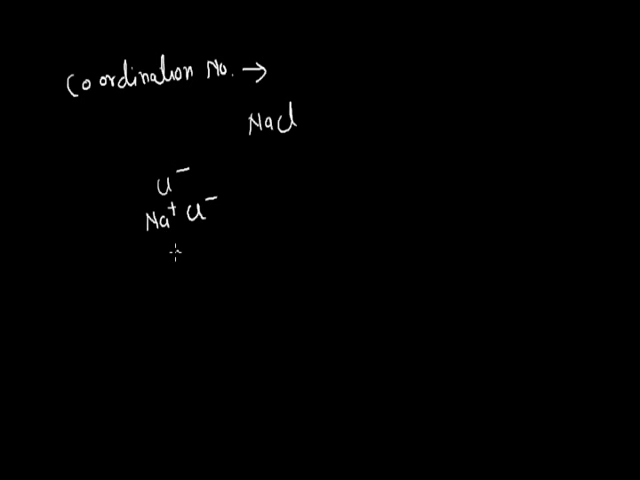 Coordination No. →
NaCl
Cl⁻
Na⁺ Cl⁻